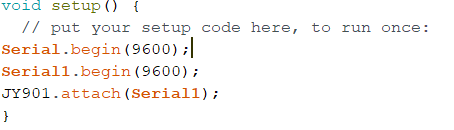 void setup() {
  // put your setup code here, to run once:
Serial.begin(9600);
Serial1.begin(9600);
JY901.attach(Serial1);
}